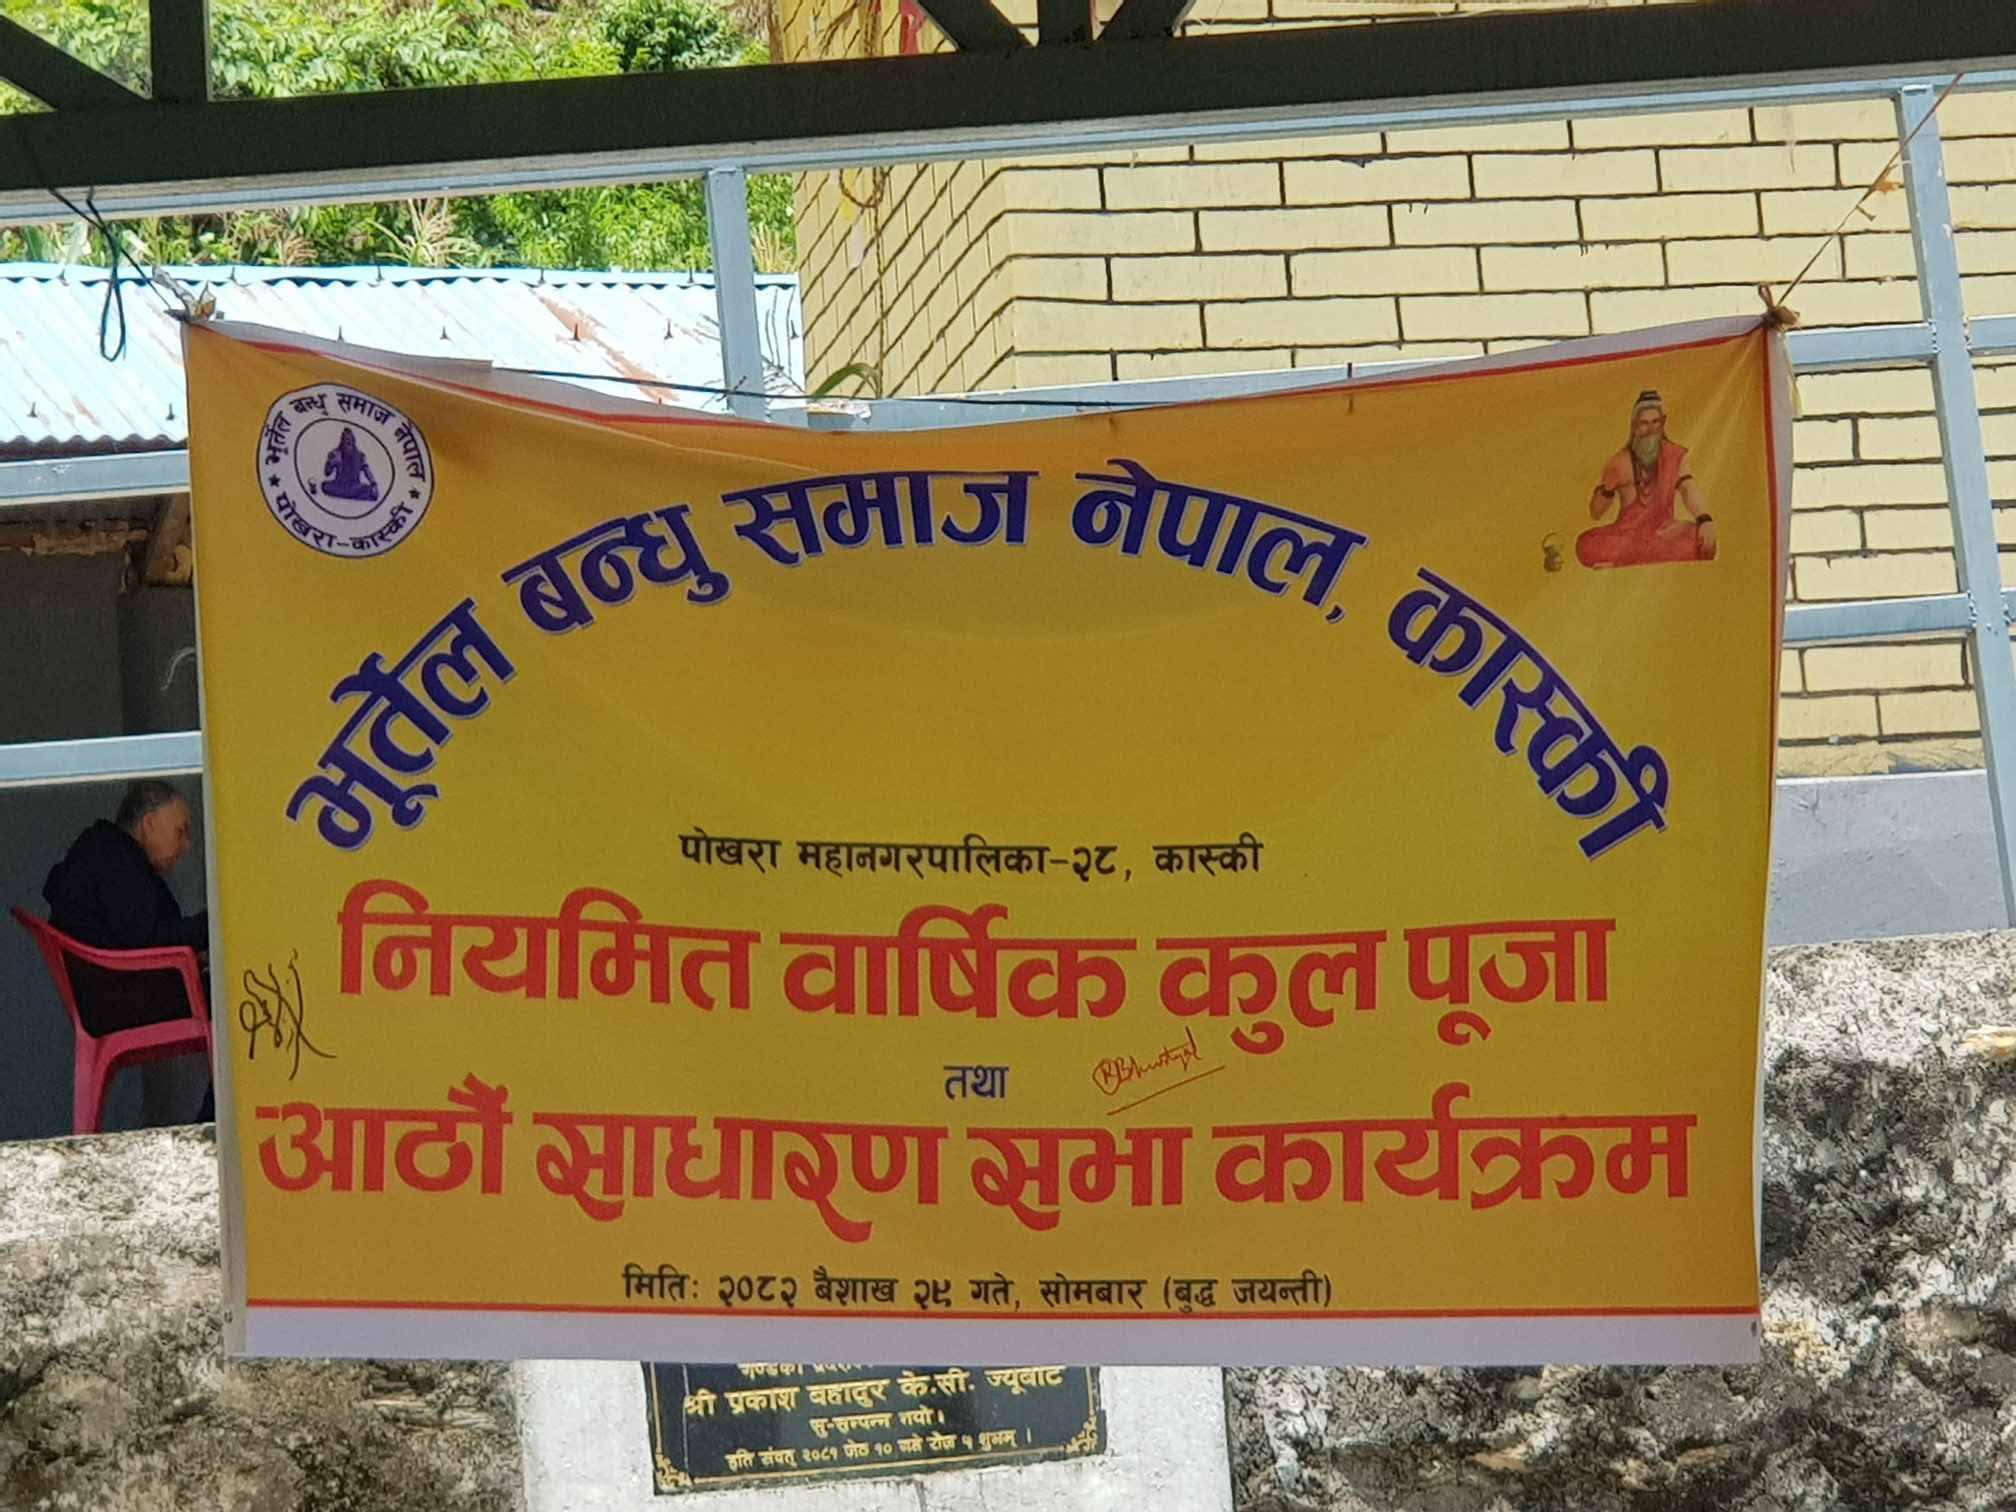 भूर्तेल बन्धु समाज नेपाल
पोखरा-कास्की
भूर्तेल बन्धु समाज नेपाल, कास्की
पोखरा महानगरपालिका-२८, कास्की
नियमित वार्षिक कुल पूजा
तथा
आठौं साधारण सभा कार्यक्रम
मिति: २०८२ बैशाख २९ गते, सोमबार (बुद्ध जयन्ती)
श्री प्रकाश बहादुर के.सी. ज्यूबाट
सु-सम्पन्न गयो।
इति संवत् २०८१ जेठ १० गते रोज ५ शुभम्।